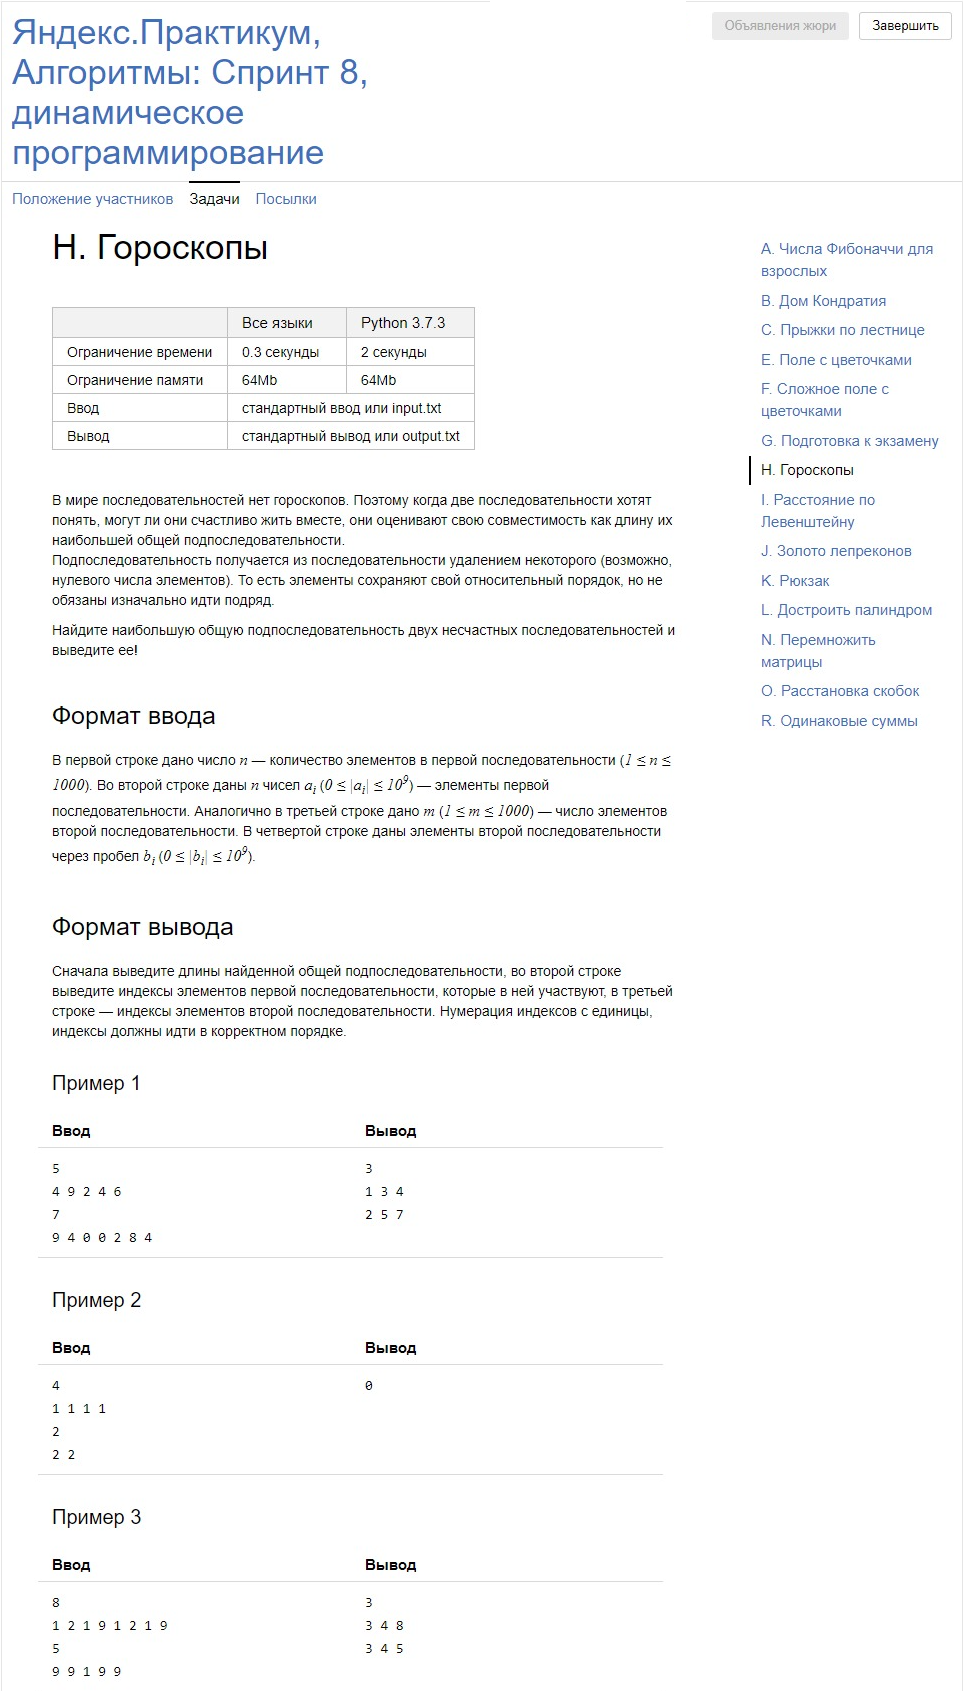 Яндекс.Практикум,
Алгоритмы: Спринт 8,
динамическое
программирование
Объявления жюри
Завершить
Положение участников Задачи Посылки
H. Гороскопы
Все языки Python 3.7.3
Ограничение времени 0.3 секунды 2 секунды
Ограничение памяти 64Mb 64Mb
Ввод стандартный ввод или input.txt
Вывод стандартный вывод или output.txt
В мире последовательностей нет гороскопов. Поэтому когда две последовательности хотят
понять, могут ли они счастливо жить вместе, они оценивают свою совместимость как длину их
наибольшей общей подпоследовательности.
Подпоследовательность получается из последовательности удалением некоторого (возможно,
нулевого числа элементов). То есть элементы сохраняют свой относительный порядок, но не
обязаны изначально идти подряд.
Найдите наибольшую общую подпоследовательность двух несчастных последовательностей и
выведите ее!
Формат ввода
В первой строке дано число n — количество элементов в первой последовательности (1 ≤ n ≤
1000). Во второй строке даны n чисел a_i (0 ≤ |a_i| ≤ 10^9) — элементы первой
последовательности. Аналогично в третьей строке дано m (1 ≤ m ≤ 1000) — число элементов
второй последовательности. В четвертой строке даны элементы второй последовательности
через пробел b_i (0 ≤ |b_i| ≤ 10^9).
Формат вывода
Сначала выведите длины найденной общей подпоследовательности, во второй строке
выведите индексы элементов первой последовательности, которые в ней участвуют, в третьей
строке — индексы элементов второй последовательности. Нумерация индексов с единицы,
индексы должны идти в корректном порядке.
Пример 1
Ввод Вывод
5 3
4 9 2 4 6 1 3 4
7 2 5 7
9 4 0 0 2 8 4
Пример 2
Ввод Вывод
4 0
1 1 1 1
2
2 2
Пример 3
Ввод Вывод
8 3
1 2 1 9 1 2 1 9 3 4 8
5 3 4 5
9 9 1 9 9
A. Числа Фибоначчи для
взрослых
B. Дом Кондратия
C. Прыжки по лестнице
E. Поле с цветочками
F. Сложное поле с
цветочками
G. Подготовка к экзамену
H. Гороскопы
I. Расстояние по
Левенштейну
J. Золото лепреконов
K. Рюкзак
L. Достроить палиндром
N. Перемножить
матрицы
O. Расстановка скобок
R. Одинаковые суммы